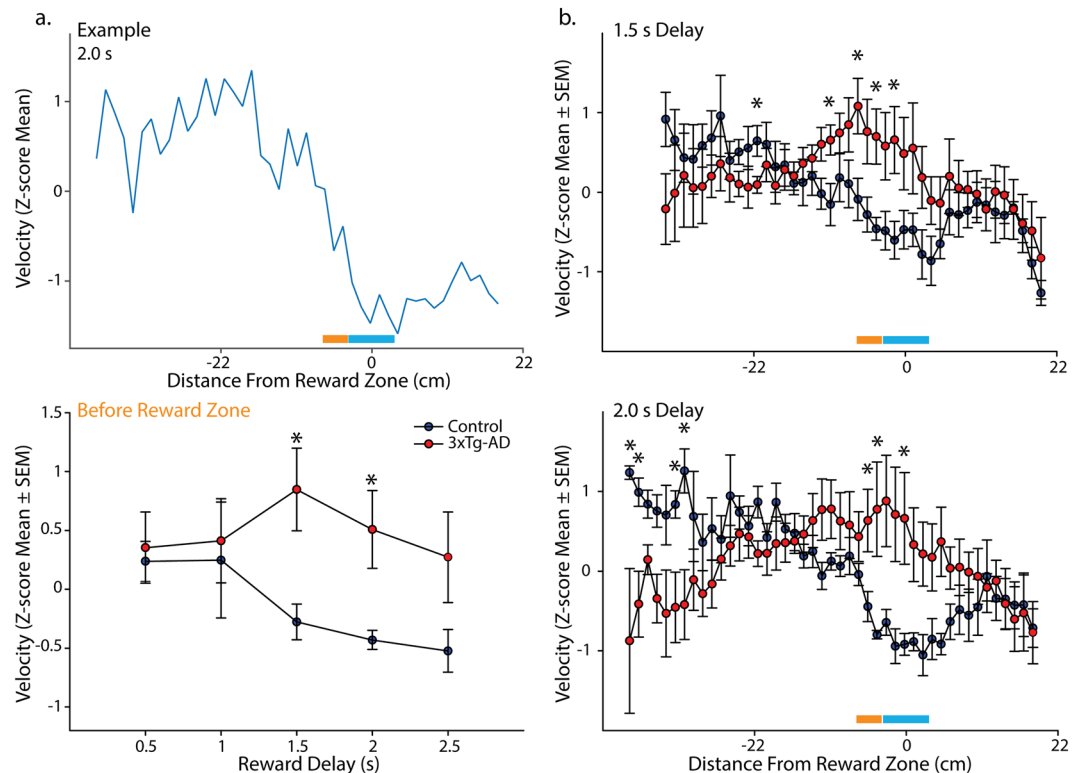 a.
Example
2.0 s
Velocity (Z-score Mean)
1
0
-1
-22
0
22
Distance From Reward Zone (cm)
Before Reward Zone
Control
3xTg-AD
Velocity (Z-score Mean ± SEM)
1.5
1
0.5
0
-0.5
-1
*
*
0.5
1
1.5
2
2.5
Reward Delay (s)
b.
1.5 s Delay
Velocity (Z-score Mean ± SEM)
1
0
-1
*
*
*
*
*
-22
0
22
2.0 s Delay
Velocity (Z-score Mean ± SEM)
1
0
-1
*
*
*
*
*
*
*
-22
0
22
Distance From Reward Zone (cm)